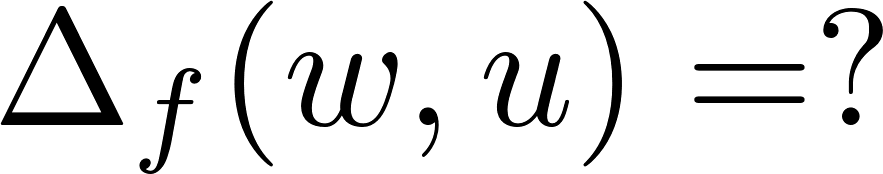 Δ_f(w, u) =?